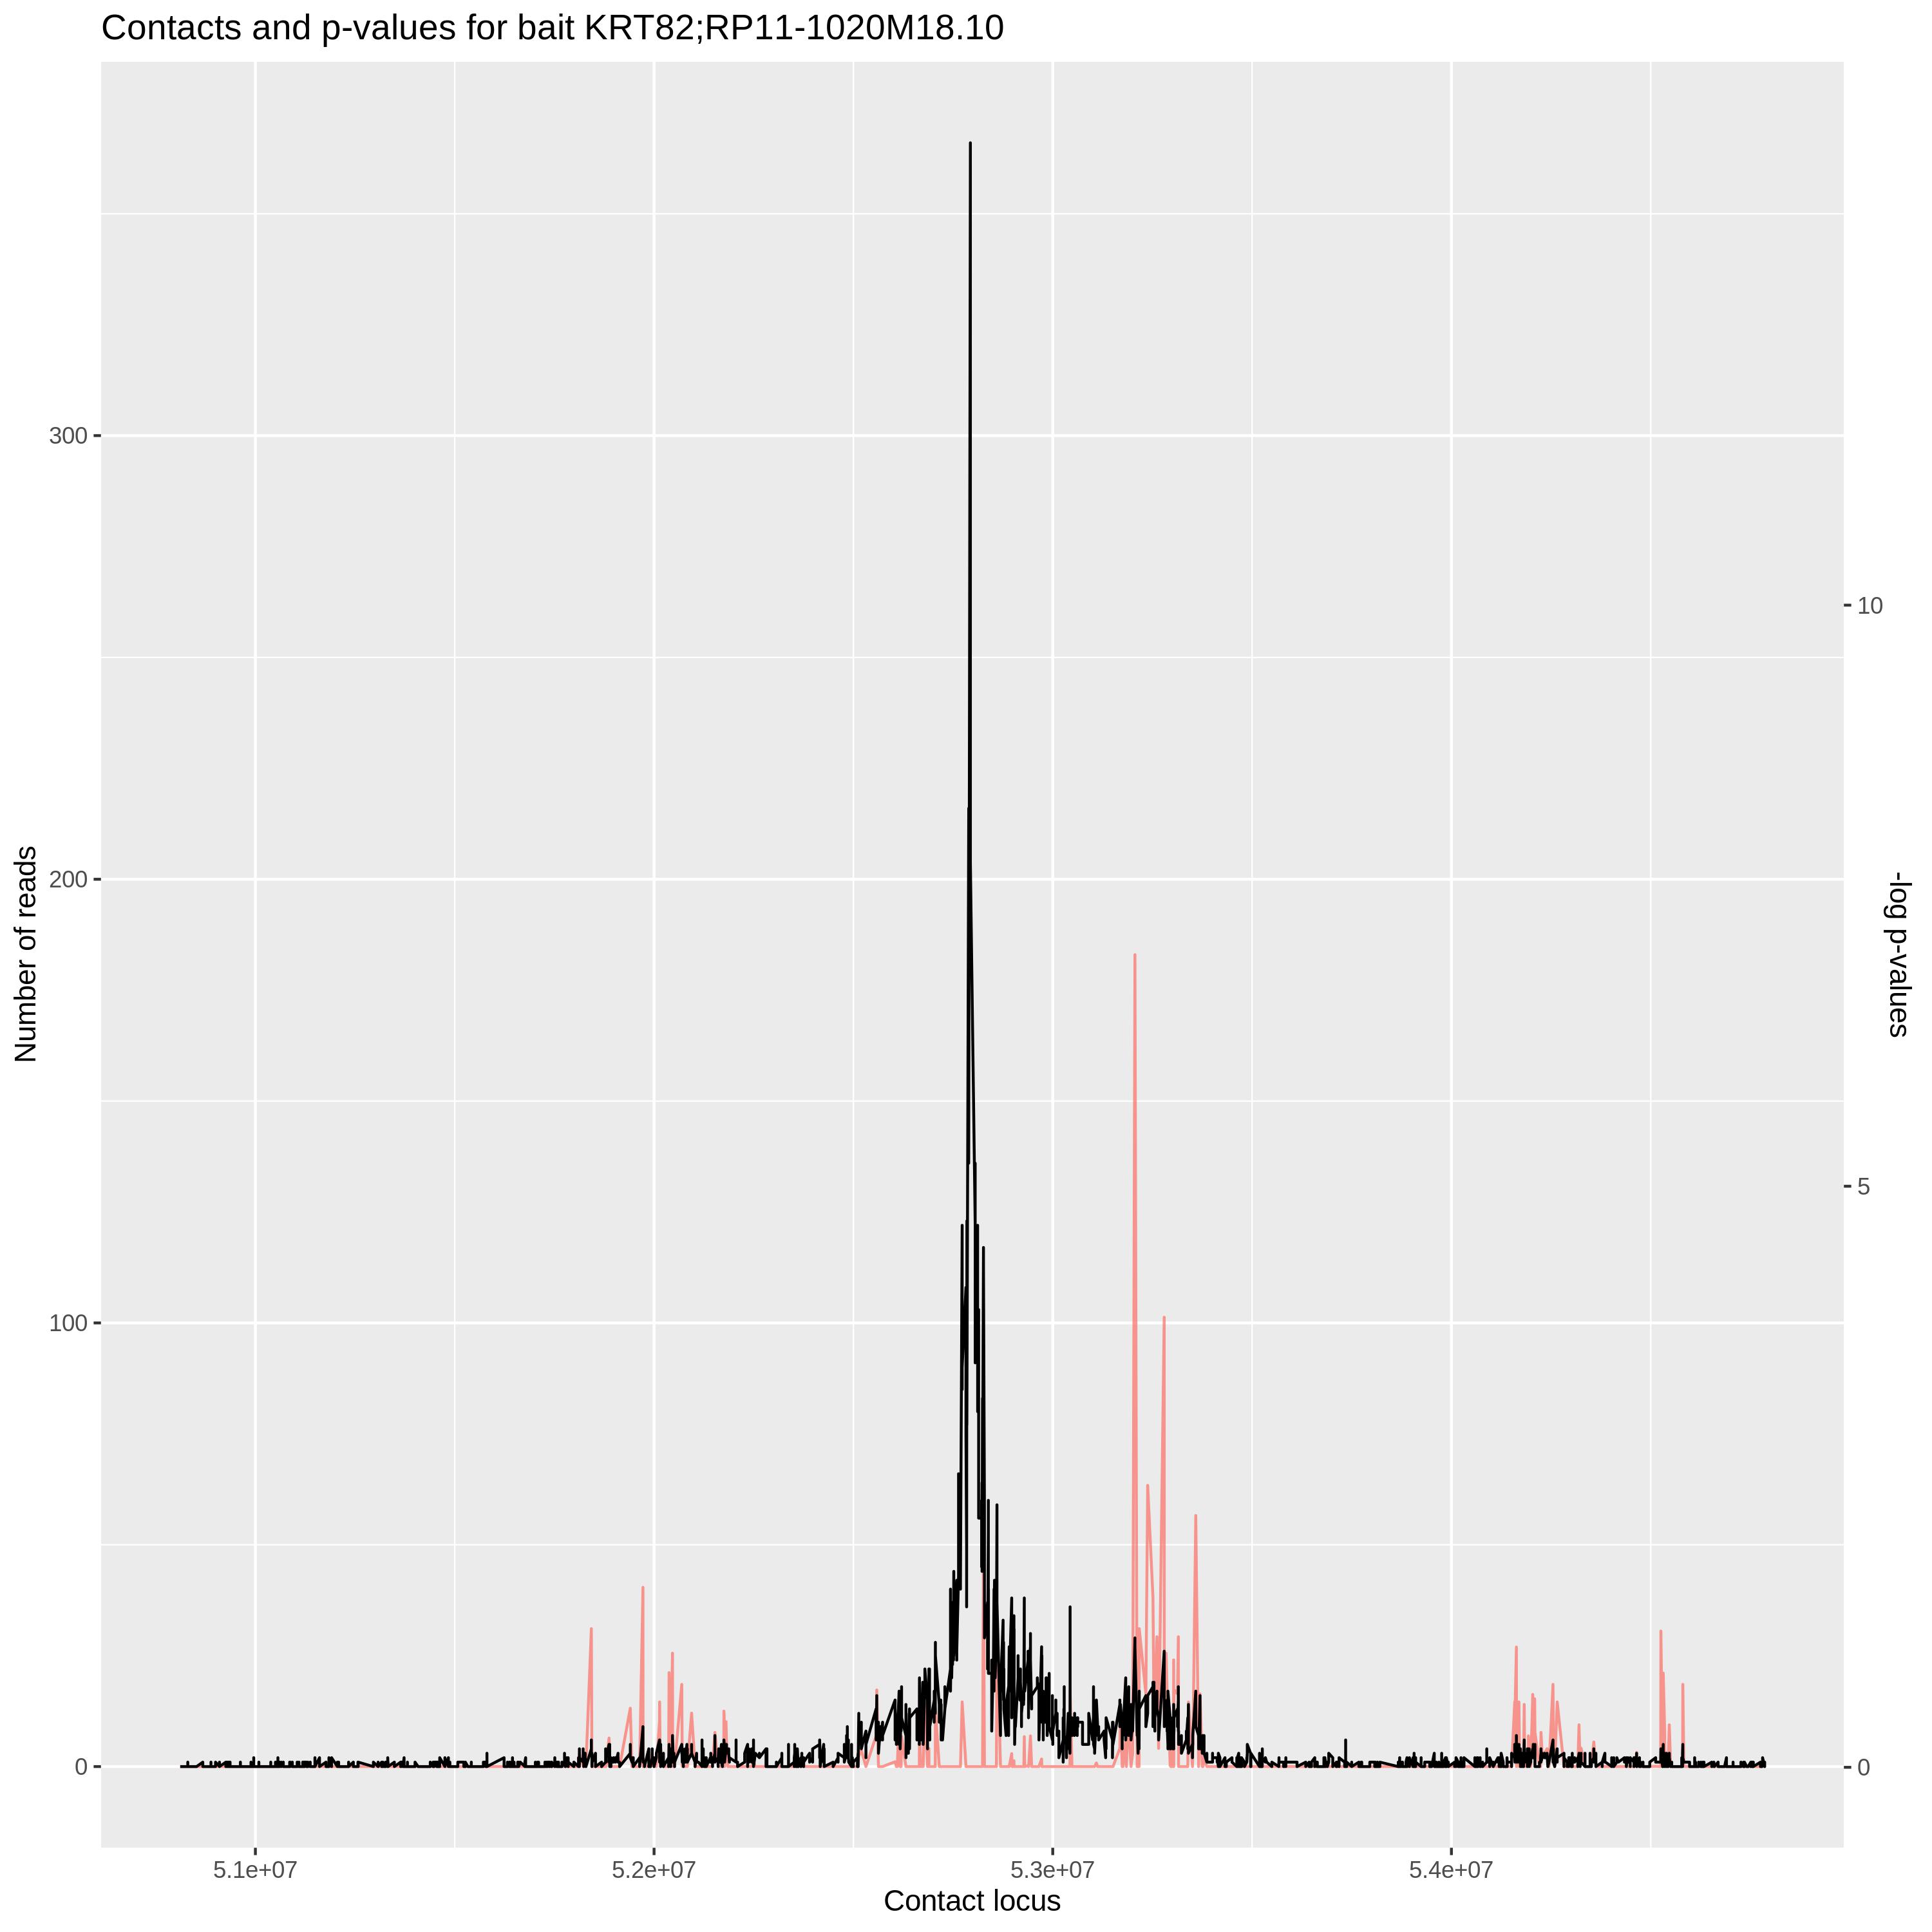 Contacts and p-values for bait KRT82;RP11-1020M18.10
300
200
100
0
Number of reads
10
5
0
-log p-values
5.1e+07
5.2e+07
5.3e+07
5.4e+07
Contact locus